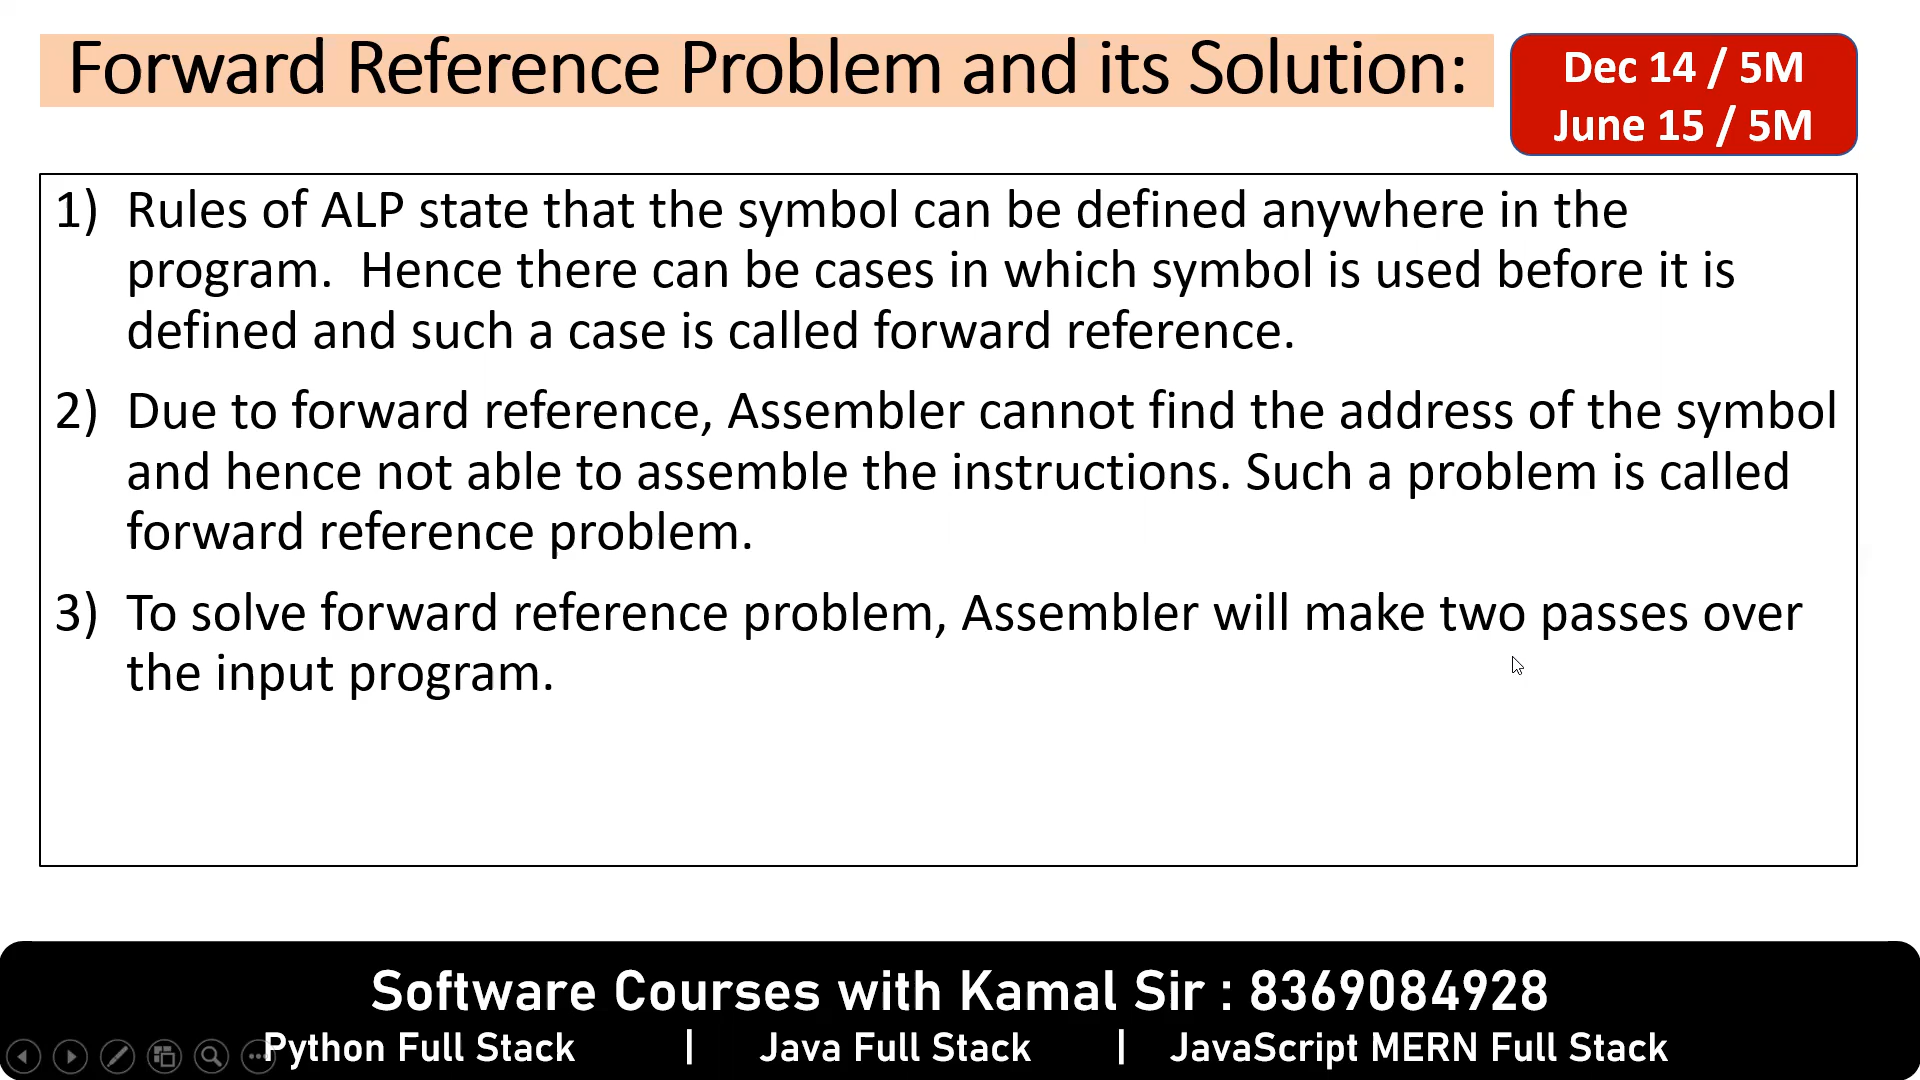 Forward Reference Problem and its Solution:
Dec 14 / 5M
June 15 / 5M
1) Rules of ALP state that the symbol can be defined anywhere in the
program.  Hence there can be cases in which symbol is used before it is
defined and such a case is called forward reference.
2) Due to forward reference, Assembler cannot find the address of the symbol
and hence not able to assemble the instructions. Such a problem is called
forward reference problem.
3) To solve forward reference problem, Assembler will make two passes over
the input program.
Software Courses with Kamal Sir : 8369084928
Python Full Stack | Java Full Stack | JavaScript MERN Full Stack